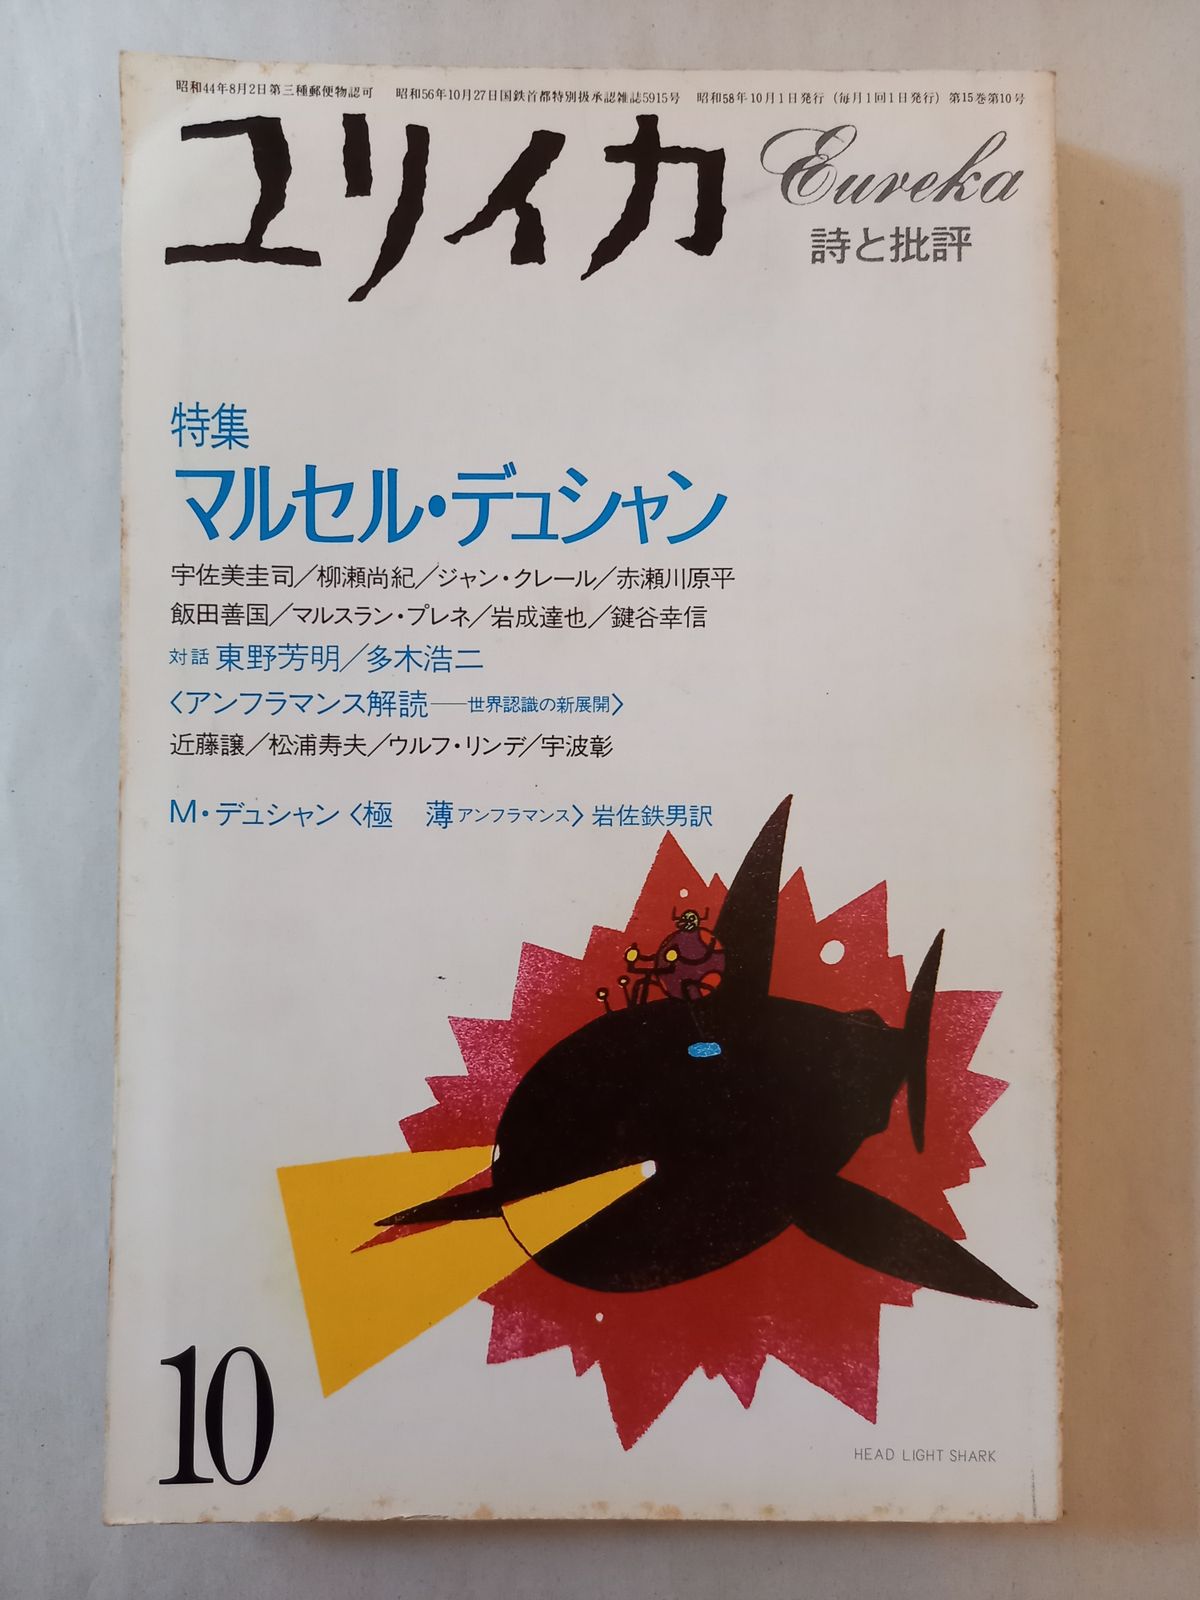 昭和44年8月2日第三種郵便物認可　昭和56年10月27日国鉄首都特別扱承認雑誌5915号　昭和58年10月1日発行（毎月1回1日発行）第15巻第10号
ユリイカ
Eureka
詩と批評
特集
マルセル・デュシャン
宇佐美圭司／柳瀬尚紀／ジャン・クレール／赤瀬川原平
飯田善国／マルスラン・プレネ／岩成達也／鍵谷幸信
対話 東野芳明／多木浩二
〈アンフラマンス解読──世界認識の新展開〉
近藤譲／松浦寿夫／ウルフ・リンデ／宇波彰
M・デュシャン〈極　薄アンフラマンス〉岩佐鉄男訳
10
HEAD LIGHT SHARK